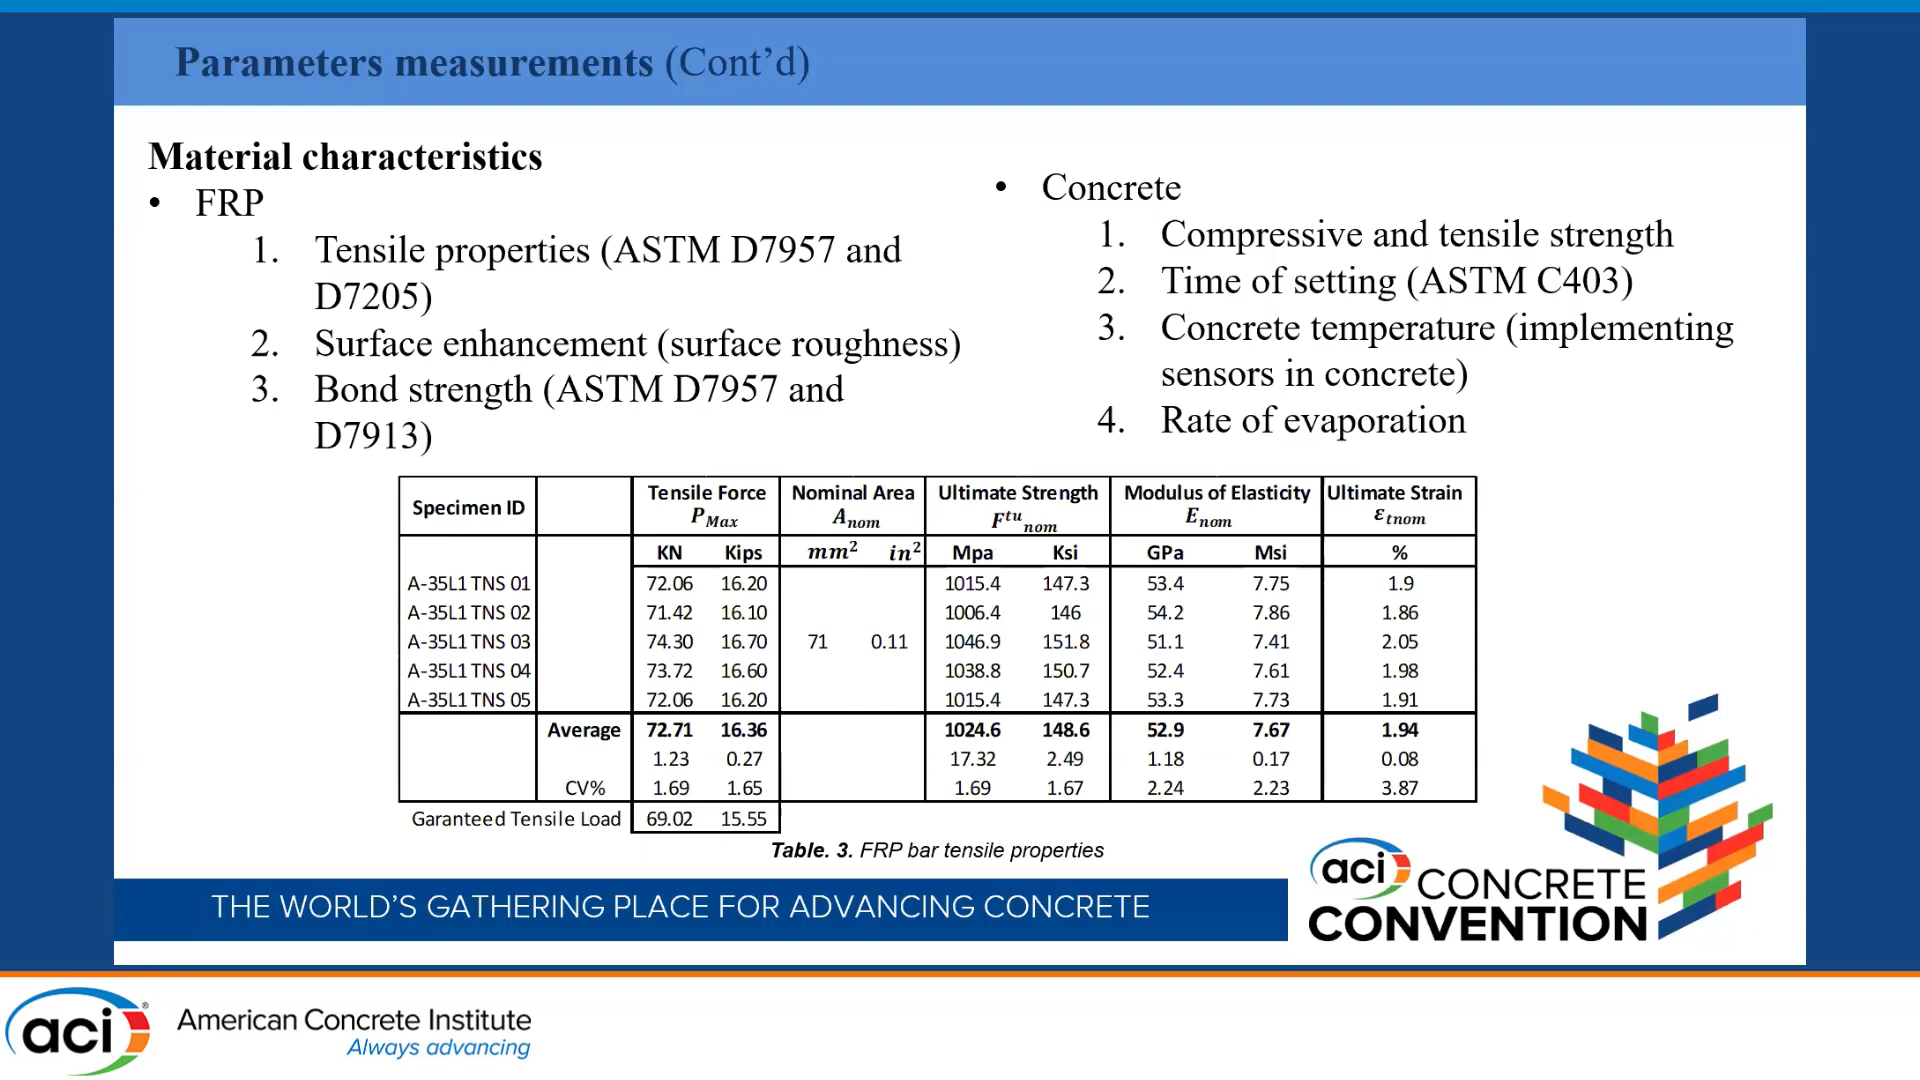 Parameters measurements (Cont’d)
Material characteristics
• FRP
1. Tensile properties (ASTM D7957 and
D7205)
2. Surface enhancement (surface roughness)
3. Bond strength (ASTM D7957 and
D7913)
• Concrete
1. Compressive and tensile strength
2. Time of setting (ASTM C403)
3. Concrete temperature (implementing
sensors in concrete)
4. Rate of evaporation
Specimen ID Tensile Force Nominal Area Ultimate Strength Modulus of Elasticity Ultimate Strain
P_Max A_nom F^tu_nom E_nom ε_tnom
KN Kips mm² in² Mpa Ksi GPa Msi %
A-35L1 TNS 01 72.06 16.20 1015.4 147.3 53.4 7.75 1.9
A-35L1 TNS 02 71.42 16.10 1006.4 146 54.2 7.86 1.86
A-35L1 TNS 03 74.30 16.70 71 0.11 1046.9 151.8 51.1 7.41 2.05
A-35L1 TNS 04 73.72 16.60 1038.8 150.7 52.4 7.61 1.98
A-35L1 TNS 05 72.06 16.20 1015.4 147.3 53.3 7.73 1.91
Average 72.71 16.36 1024.6 148.6 52.9 7.67 1.94
1.23 0.27 17.32 2.49 1.18 0.17 0.08
CV% 1.69 1.65 1.69 1.67 2.24 2.23 3.87
Garanteed Tensile Load 69.02 15.55
Table. 3. FRP bar tensile properties
THE WORLD’S GATHERING PLACE FOR ADVANCING CONCRETE
aci CONCRETE
CONVENTION
aci®
American Concrete Institute
Always advancing